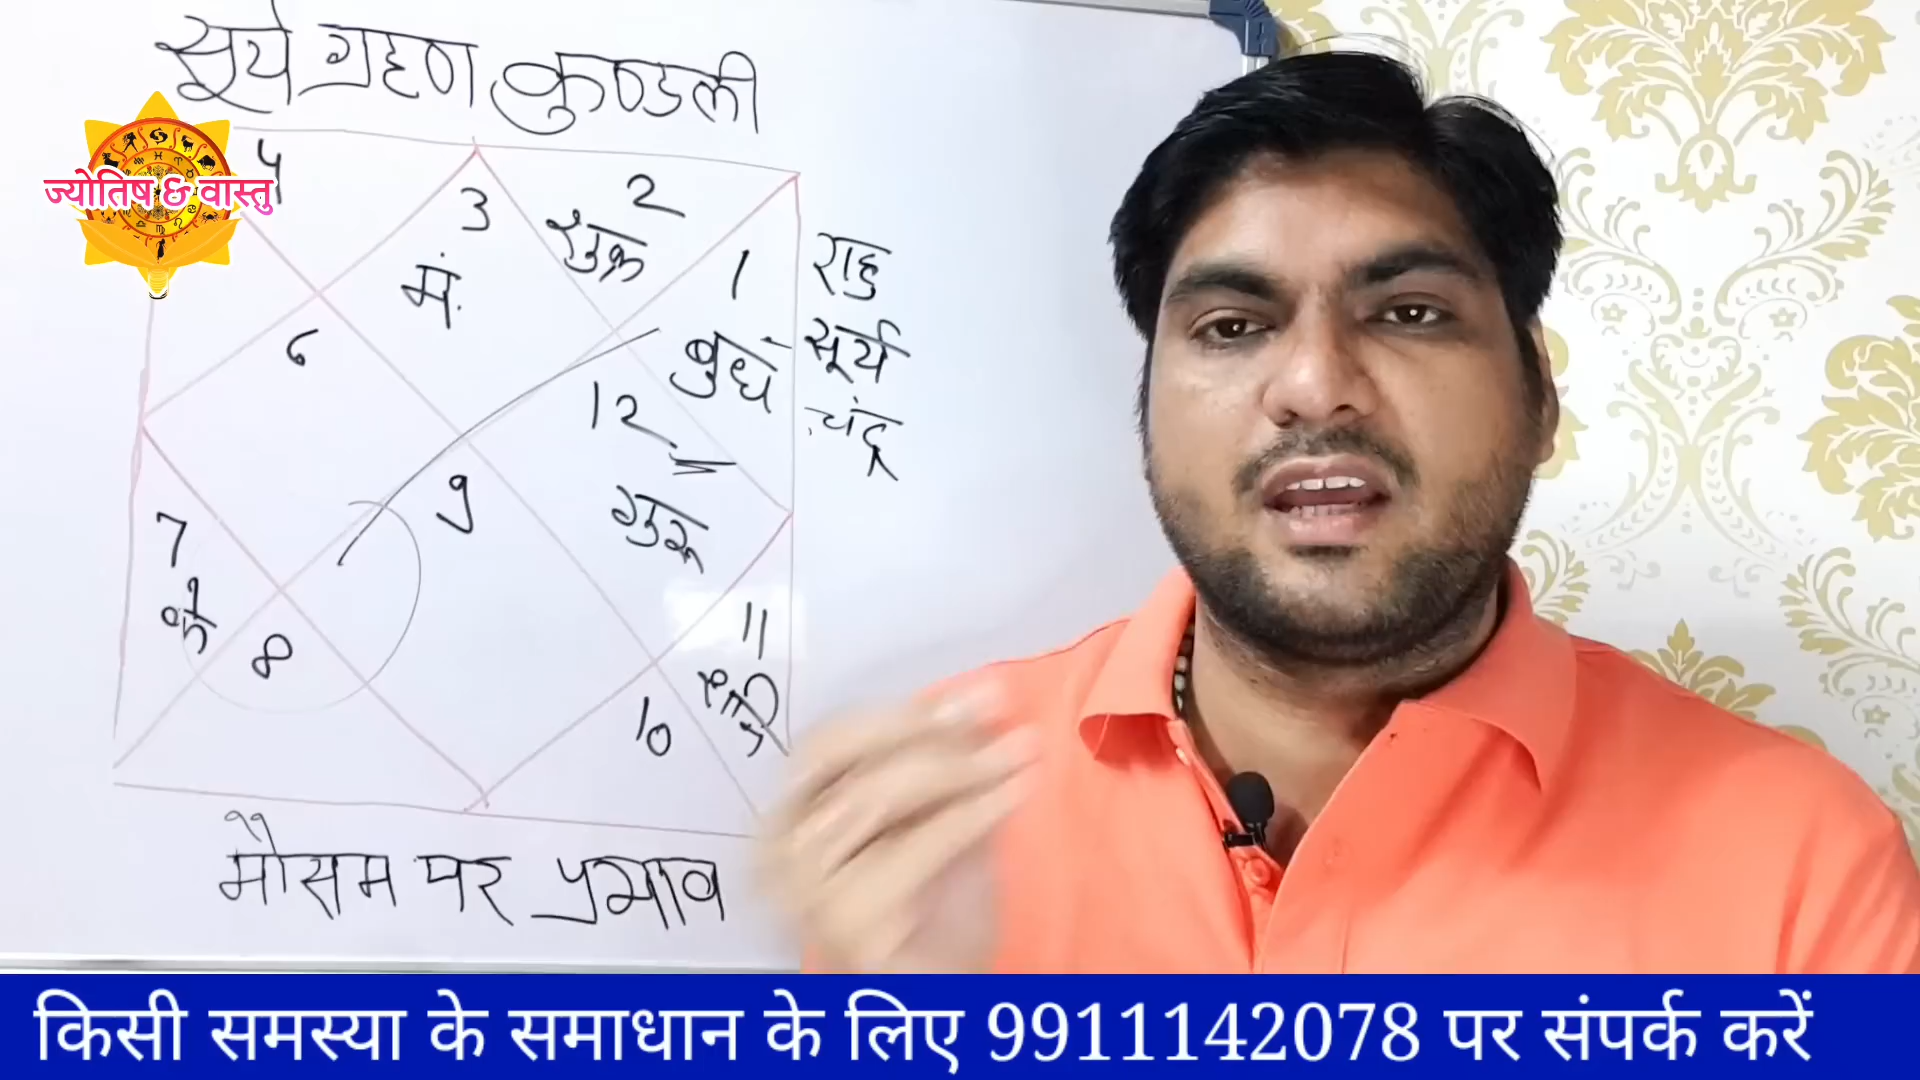 सूर्य ग्रहण कुण्डली
ज्योतिष & वास्तु
3
मं.
2
शुक्र
1
बुध
राहु
सूर्य
चंद्र
6
12
गुरू
9
7
के
8
11
शनि
10
मौसम पर प्रभाव
किसी समस्या के समाधान के लिए 9911142078 पर संपर्क करें